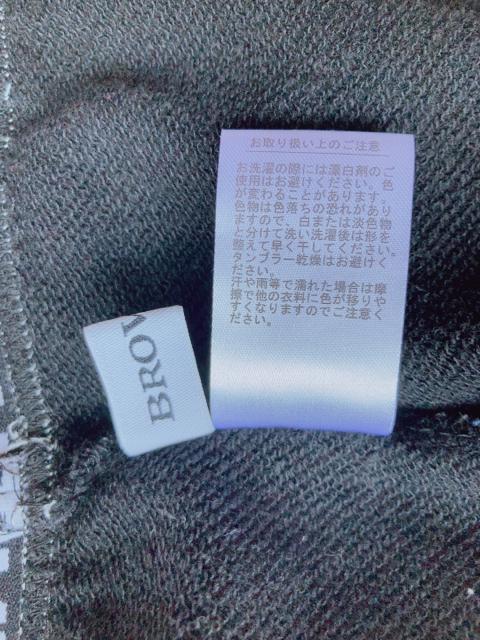 お取り扱い上のご注意
お洗濯の際には漂白剤のご
使用はお避けください。色
が変わることがあります。
色物は色落ちの恐れがあり
ますので、白または淡色物
と分けて洗い洗濯後は形を
整えて早く干してください。
タンブラー乾燥はお避けく
ださい。
汗や雨等で濡れた場合は摩
擦で他の衣料に色が移りや
すくなりますのでご注意く
ださい。
BROW